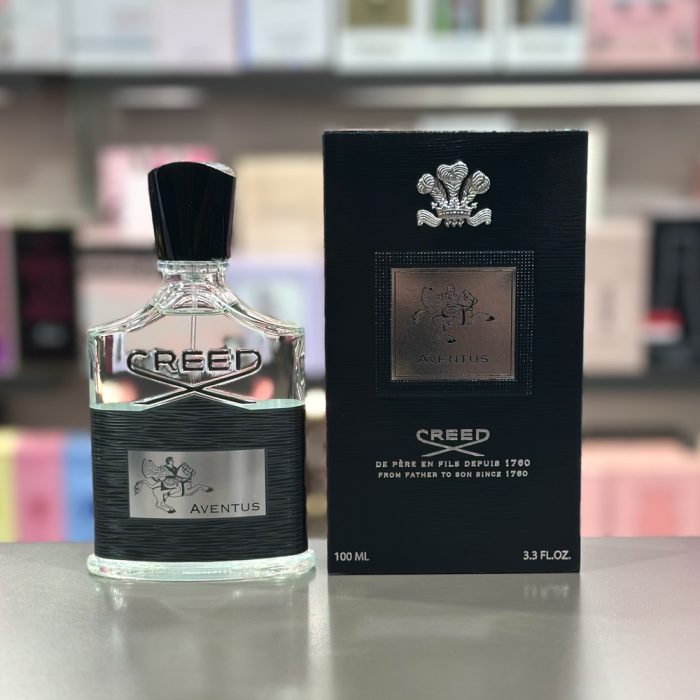 CREED
AVENTUS
AVENTUS
CREED
DE PÈRE EN FILS DEPUIS 1760
FROM FATHER TO SON SINCE 1760
100 ML
3.3 FL.OZ.